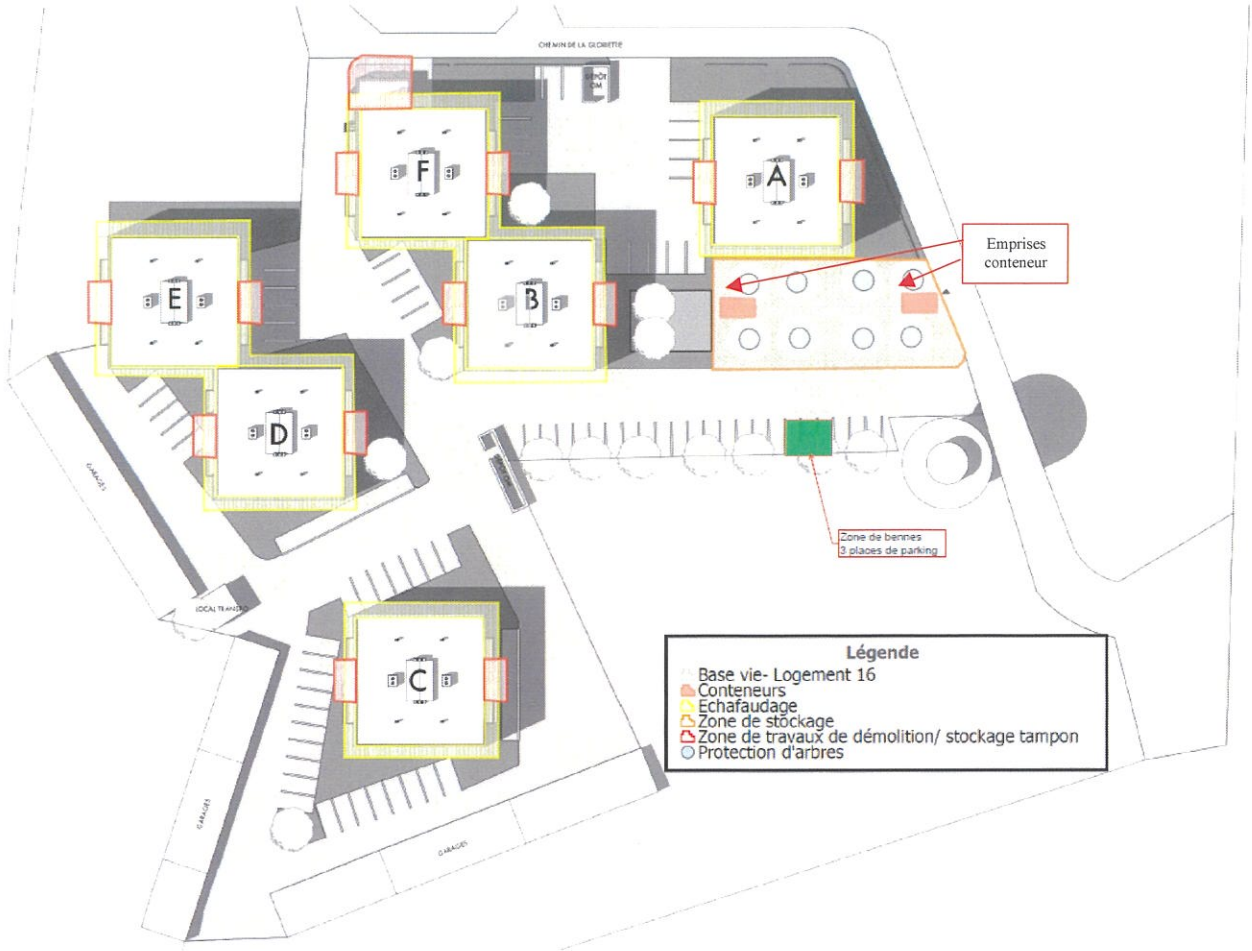 CHEMIN DE LA GLORIETTE
DÉPÔT
OM
F
A
Emprises
conteneur
E
B
D
GARAGES
DÉPÔT OM
Zone de bennes
3 places de parking
LOCAL TRANSFO
C
Légende
Base vie- Logement 16
Conteneurs
Echafaudage
Zone de stockage
Zone de travaux de démolition/ stockage tampon
Protection d'arbres
GARAGES
GARAGES